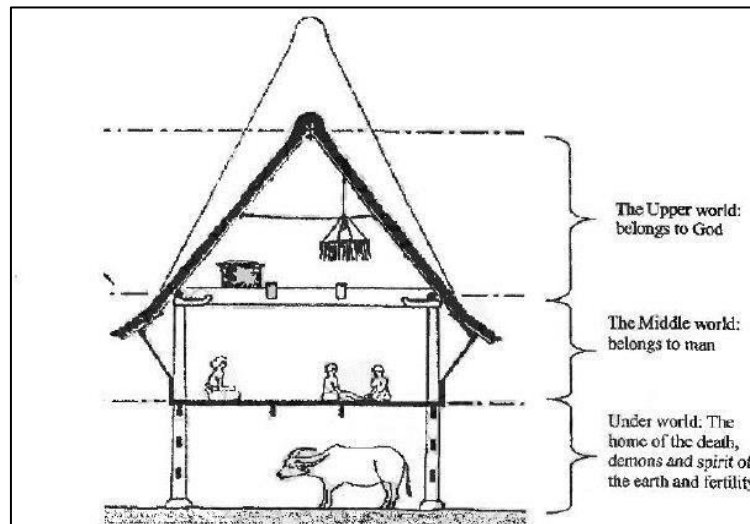 The Upper world:
belongs to God
The Middle world:
belongs to man
Under world: The
home of the death,
demons and spirit of
the earth and fertility